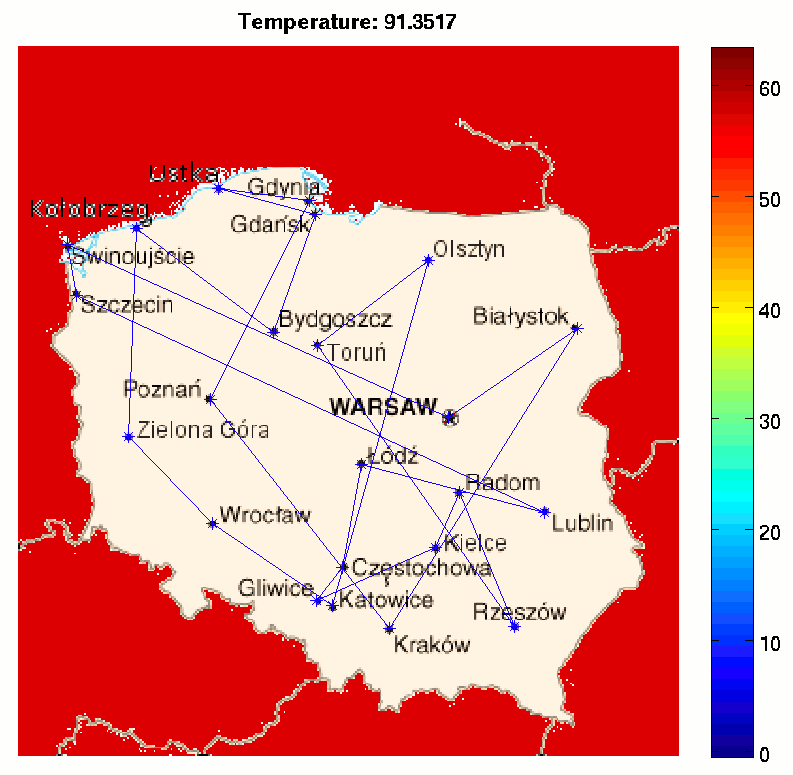 Temperature: 91.3517
Ustka
Gdynia
Kołobrzeg
Gdańsk
Olsztyn
Swinoujście
Szczecin
Bydgoszcz
Białystok
Toruń
Poznań
WARSAW
Zielona Góra
Łódź
Radom
Wrocław
Lublin
Kielce
Częstochowa
Gliwice
Katowice
Rzeszów
Kraków
60
50
40
30
20
10
0